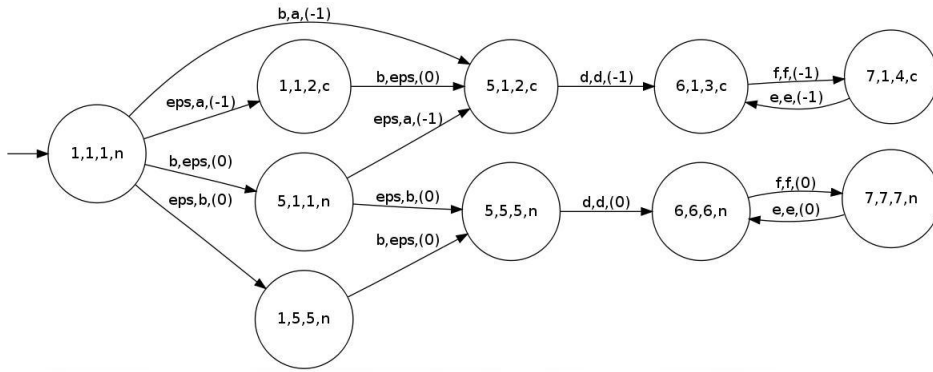 b,a,(-1)
1,1,2,c
b,eps,(0)
5,1,2,c
d,d,(-1)
6,1,3,c
f,f,(-1)
e,e,(-1)
7,1,4,c
eps,a,(-1)
eps,a,(-1)
1,1,1,n
b,eps,(0)
eps,b,(0)
5,1,1,n
eps,b,(0)
b,eps,(0)
5,5,5,n
d,d,(0)
6,6,6,n
f,f,(0)
e,e,(0)
7,7,7,n
1,5,5,n